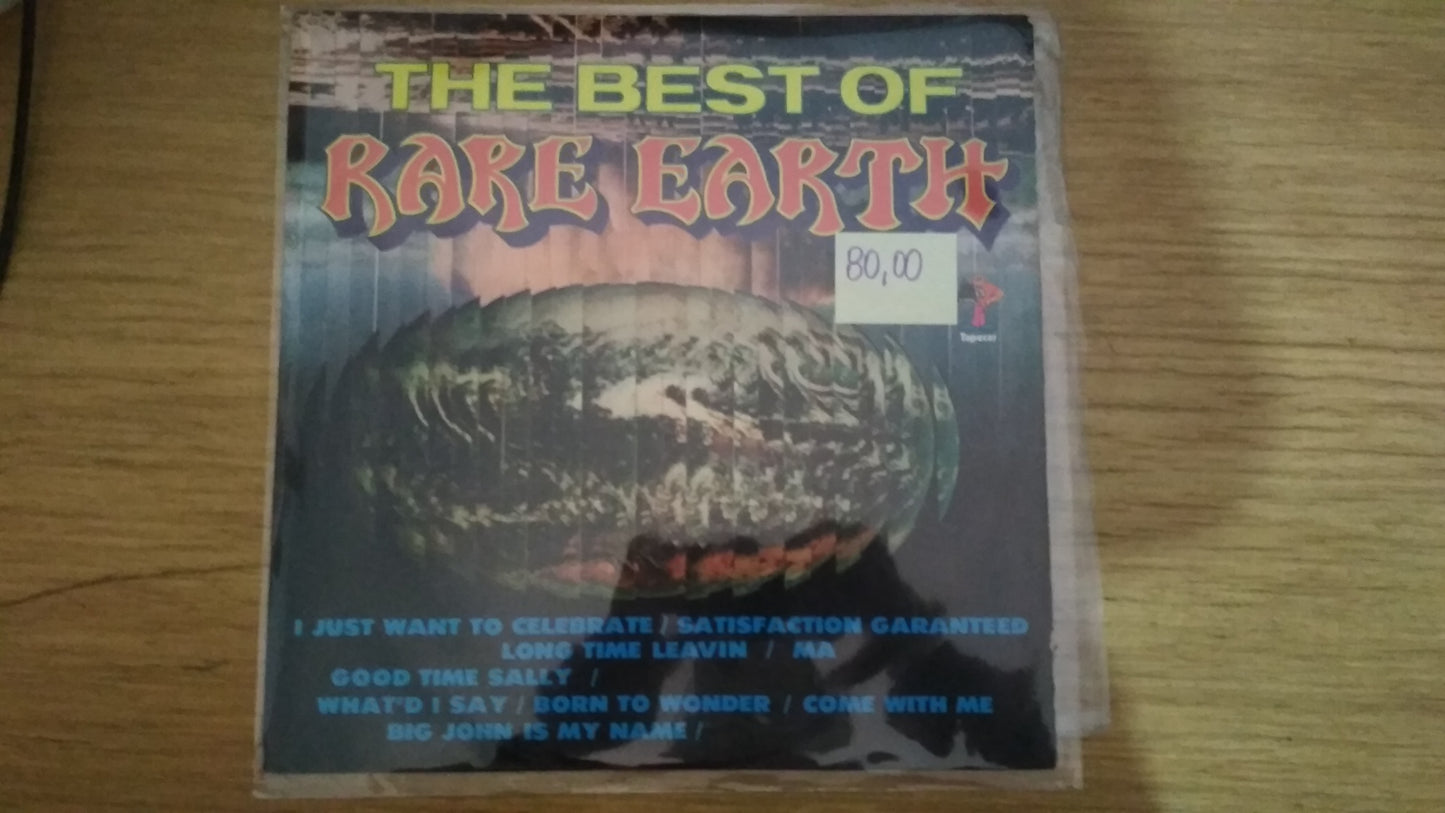 THE BEST OF
RARE EARTH
80,00
Tapecar
I JUST WANT TO CELEBRATE / SATISFACTION GARANTEED
LONG TIME LEAVIN / MA
GOOD TIME SALLY /
WHAT'D I SAY / BORN TO WONDER / COME WITH ME
BIG JOHN IS MY NAME /